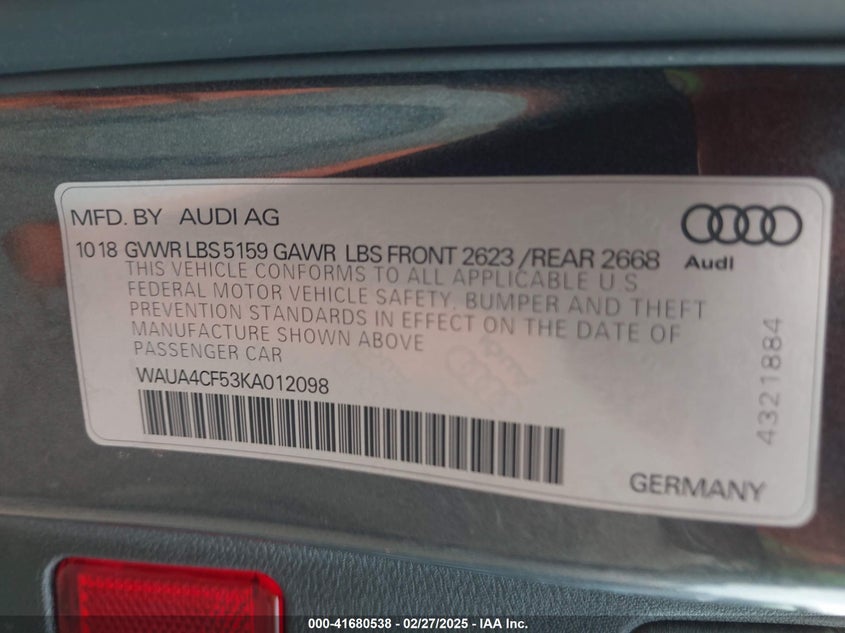 MFD. BY AUDI AG
Audi
10 18 GVWR LBS 5159 GAWR LBS FRONT 2623 /REAR 2668
THIS VEHICLE CONFORMS TO ALL APPLICABLE U S
FEDERAL MOTOR VEHICLE SAFETY, BUMPER AND THEFT
PREVENTION STANDARDS IN EFFECT ON THE DATE OF
MANUFACTURE SHOWN ABOVE
PASSENGER CAR
WAUA4CF53KA012098
4321884
GERMANY
000-41680538 - 02/27/2025 - IAA Inc.